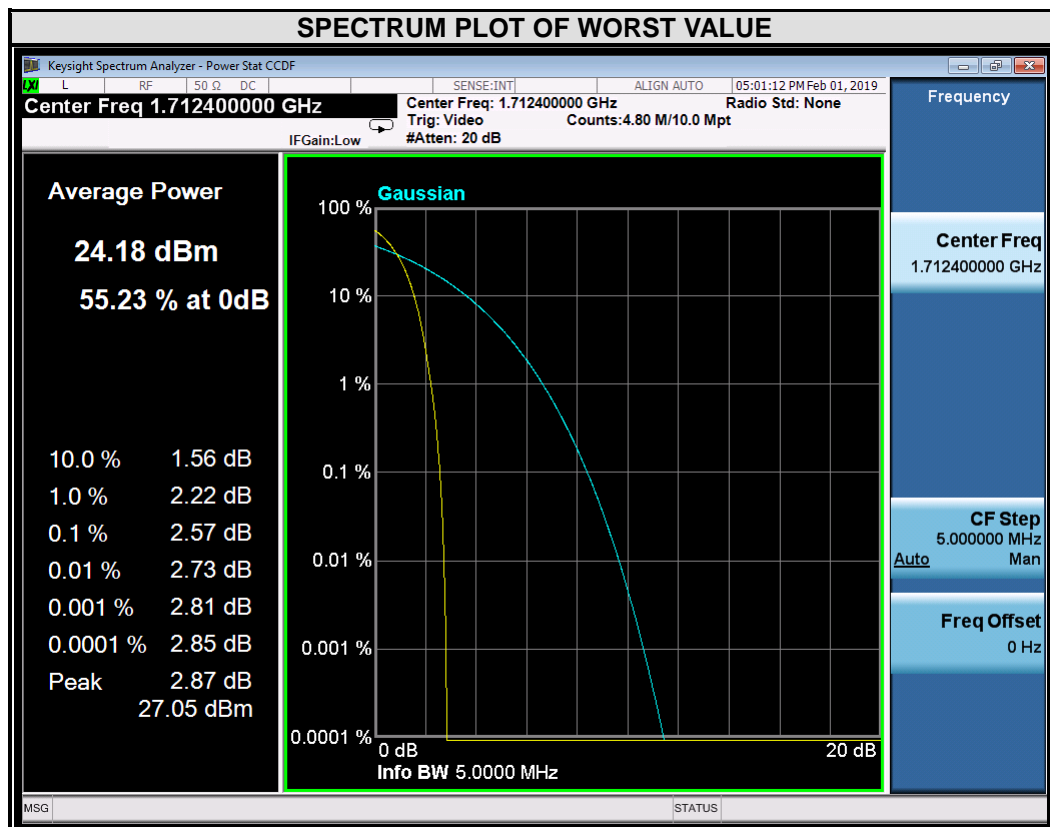 SPECTRUM PLOT OF WORST VALUE
Keysight Spectrum Analyzer - Power Stat CCDF
LXI L RF 50 Ω DC SENSE:INT ALIGN AUTO 05:01:12 PM Feb 01, 2019
Center Freq 1.712400000 GHz
Center Freq: 1.712400000 GHz Radio Std: None
Trig: Video Counts:4.80 M/10.0 Mpt
IFGain:Low #Atten: 20 dB
Frequency
Average Power
24.18 dBm
55.23 % at 0dB
10.0 % 1.56 dB
1.0 % 2.22 dB
0.1 % 2.57 dB
0.01 % 2.73 dB
0.001 % 2.81 dB
0.0001 % 2.85 dB
Peak 2.87 dB
27.05 dBm
Gaussian
100 %
10 %
1 %
0.1 %
0.01 %
0.001 %
0.0001 %
0 dB 20 dB
Info BW 5.0000 MHz
Center Freq
1.712400000 GHz
CF Step
5.000000 MHz
Auto Man
Freq Offset
0 Hz
MSG STATUS